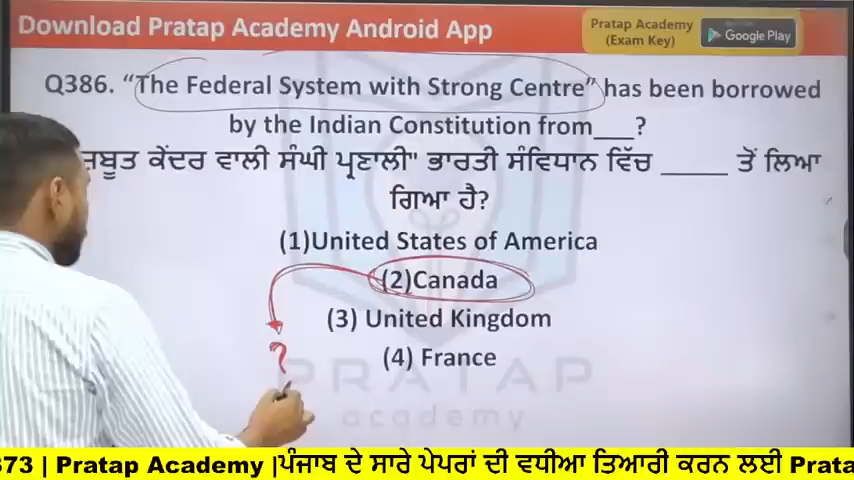 Download Pratap Academy Android App
Pratap Academy
(Exam Key)
Google Play
Q386. “The Federal System with Strong Centre” has been borrowed
by the Indian Constitution from___?
ਕੇਂਦਰ ਵਾਲੀ ਸੰਘੀ ਪ੍ਰਣਾਲੀ" ਭਾਰਤੀ ਸੰਵਿਧਾਨ ਵਿੱਚ _____ ਤੋਂ ਲਿਆ
ਗਿਆ ਹੈ?
(1)United States of America
(2)Canada
(3) United Kingdom
(4) France
?
PRATAP
academy
373 | Pratap Academy |ਪੰਜਾਬ ਦੇ ਸਾਰੇ ਪੇਪਰਾਂ ਦੀ ਵਧੀਆ ਤਿਆਰੀ ਕਰਨ ਲਈ Prata